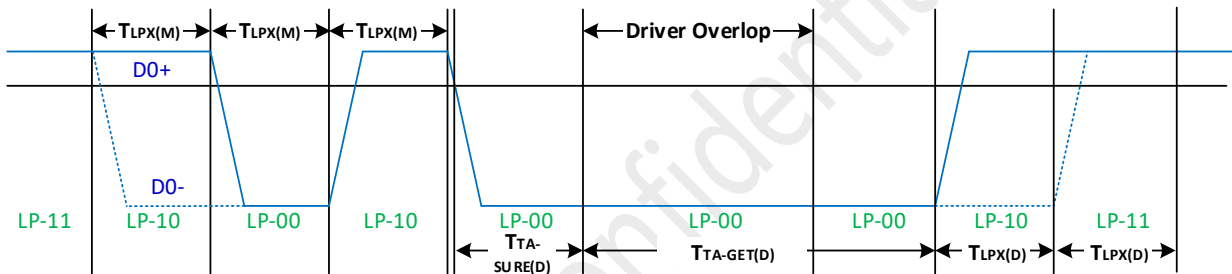 TLPX(M) TLPX(M) TLPX(M) Driver Overlop
D0+
D0-
LP-11 LP-10 LP-00 LP-10 LP-00 LP-00 LP-00 LP-10 LP-11
TTA-
SURE(D)
TTA-GET(D) TLPX(D) TLPX(D)